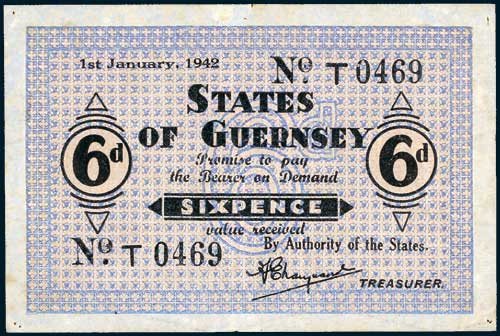 1st January, 1942 No. T 0469
STATES
OF GUERNSEY
6d 6d
Promise to pay
the Bearer on Demand
SIXPENCE
value received
No. T 0469 By Authority of the States.
TREASURER.